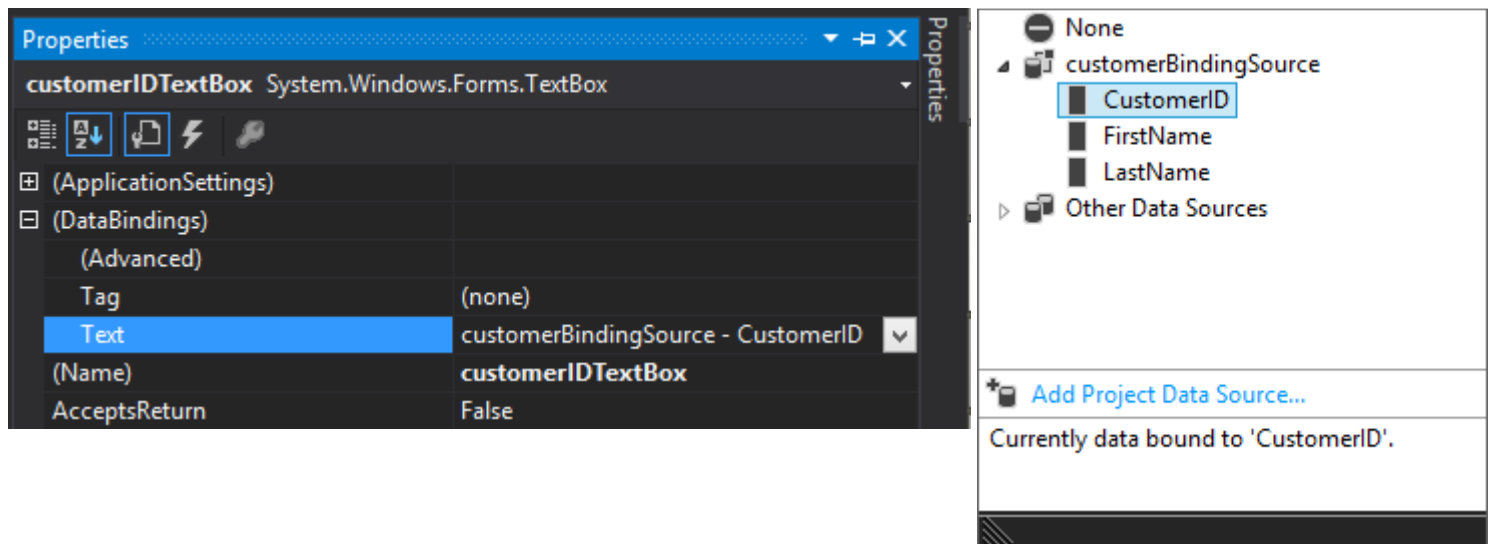 Properties
customerIDTextBox System.Windows.Forms.TextBox
(ApplicationSettings)
(DataBindings)
(Advanced)
Tag (none)
Text customerBindingSource - CustomerID
(Name) customerIDTextBox
AcceptsReturn False
Properties
None
customerBindingSource
CustomerID
FirstName
LastName
Other Data Sources
Add Project Data Source...
Currently data bound to 'CustomerID'.